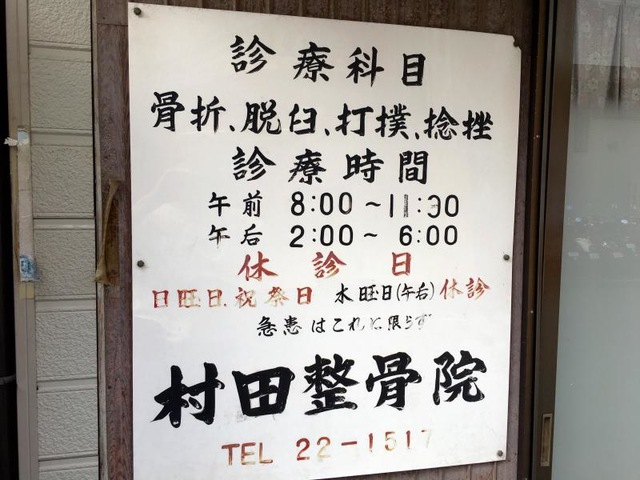 診療科目
骨折、脱臼、打撲、捻挫
診療時間
午前 8:00~11:30
午后 2:00~ 6:00
休診日
日旺日、祝祭日 木旺日(午右)休診
急患はこれに限らず
村田整骨院
TEL 22-1517